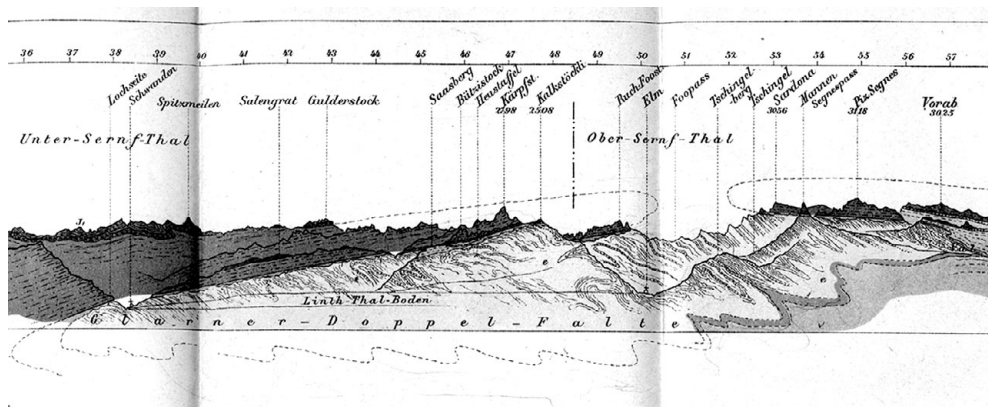 36 37 38 39 40 41 42 43 44 45 46 47 48 49 50 51 52 53 54 55 56 57
Lochseite
Schwanden
Spitzmeilen
Salengrat
Gulderstock
Saasberg
Bützistock
Heustaffel
Kärpfst.
2798
Kalkstöckli
2508
Ruch.Foost.
Elm
Foopass
Tschingel-
berg
Tschingel
Sardona
3056
Mannen
Segnespass
Piz Segnes
3118
Vorab
3025
Unter-Sernf-Thal
Ober-Sernf-Thal
Linth Thal-Boden
Glarner-Doppel-Falte